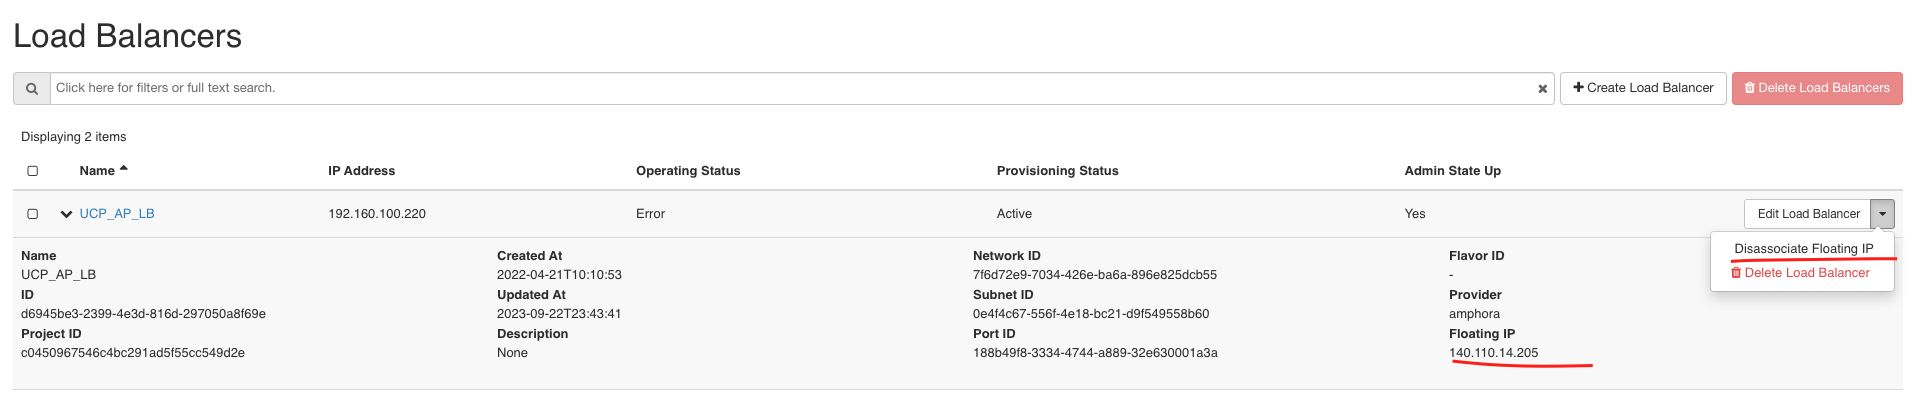 Load Balancers
Click here for filters or full text search.
Create Load Balancer
Delete Load Balancers
Displaying 2 items
Name IP Address Operating Status Provisioning Status Admin State Up
UCP_AP_LB 192.160.100.220 Error Active Yes Edit Load Balancer
Disassociate Floating IP
Delete Load Balancer
Name Created At Network ID Flavor ID
UCP_AP_LB 2022-04-21T10:10:53 7f6d72e9-7034-426e-ba6a-896e825dcb55 -
ID Updated At Subnet ID Provider
d6945be3-2399-4e3d-816d-297050a8f69e 2023-09-22T23:43:41 0e4f4c67-556f-4e18-bc21-d9f549558b60 amphora
Project ID Description Port ID Floating IP
c0450967546c4bc291ad5f55cc549d2e None 188b49f8-3334-4744-a889-32e630001a3a 140.110.14.205